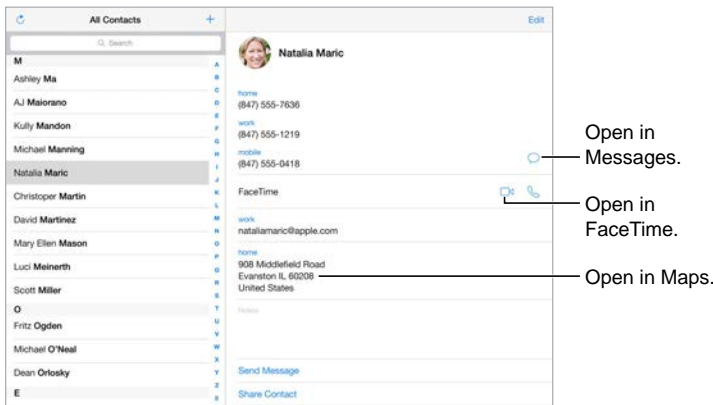 All Contacts
+
Search
M
Ashley Ma
AJ Maiorano
Kully Mandon
Michael Manning
Natalia Maric
Christoper Martin
David Martinez
Mary Ellen Mason
Luci Meinerth
Scott Miller
O
Fritz Ogden
Michael O'Neal
Dean Orlosky
E
A
B
C
D
E
F
G
H
I
J
K
L
M
N
O
P
Q
R
S
T
U
V
W
X
Y
Z
Edit
Natalia Maric
home
(847) 555-7636
work
(847) 555-1219
mobile
(847) 555-0418
FaceTime
work
nataliamaric@apple.com
home
908 Middlefield Road
Evanston IL 60208
United States
Notes
Send Message
Share Contact
Open in
Messages.
Open in
FaceTime.
Open in Maps.